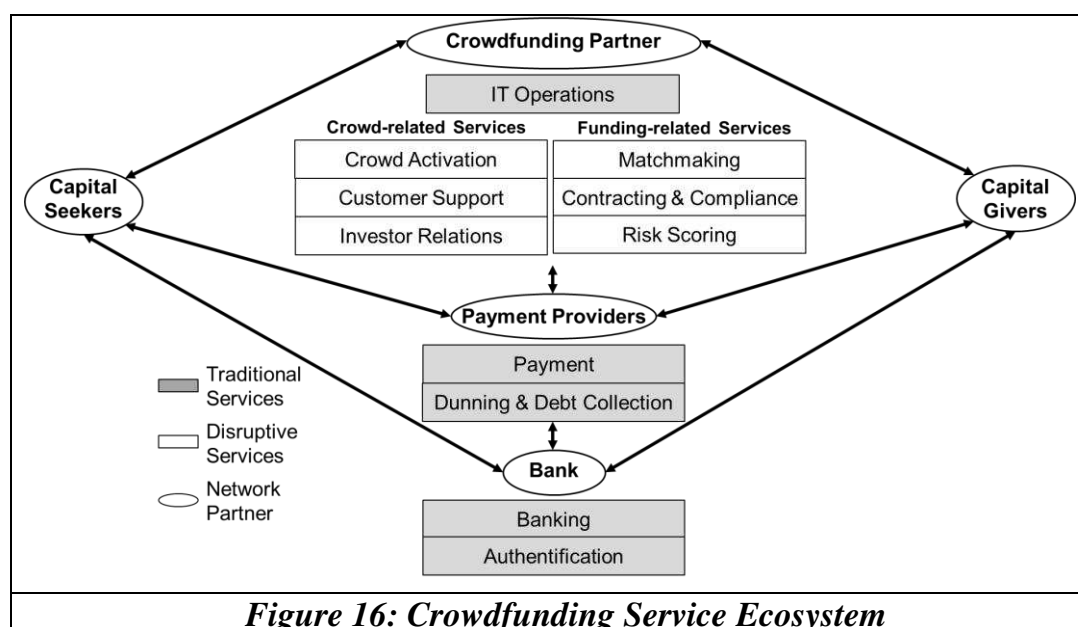 Crowdfunding Partner
IT Operations
Crowd-related Services
Funding-related Services
Crowd Activation
Matchmaking
Capital
Seekers
Customer Support
Contracting & Compliance
Capital
Givers
Investor Relations
Risk Scoring
Payment Providers
Payment
Dunning & Debt Collection
Traditional
Services
Disruptive
Services
Network
Partner
Bank
Banking
Authentification
Figure 16: Crowdfunding Service Ecosystem